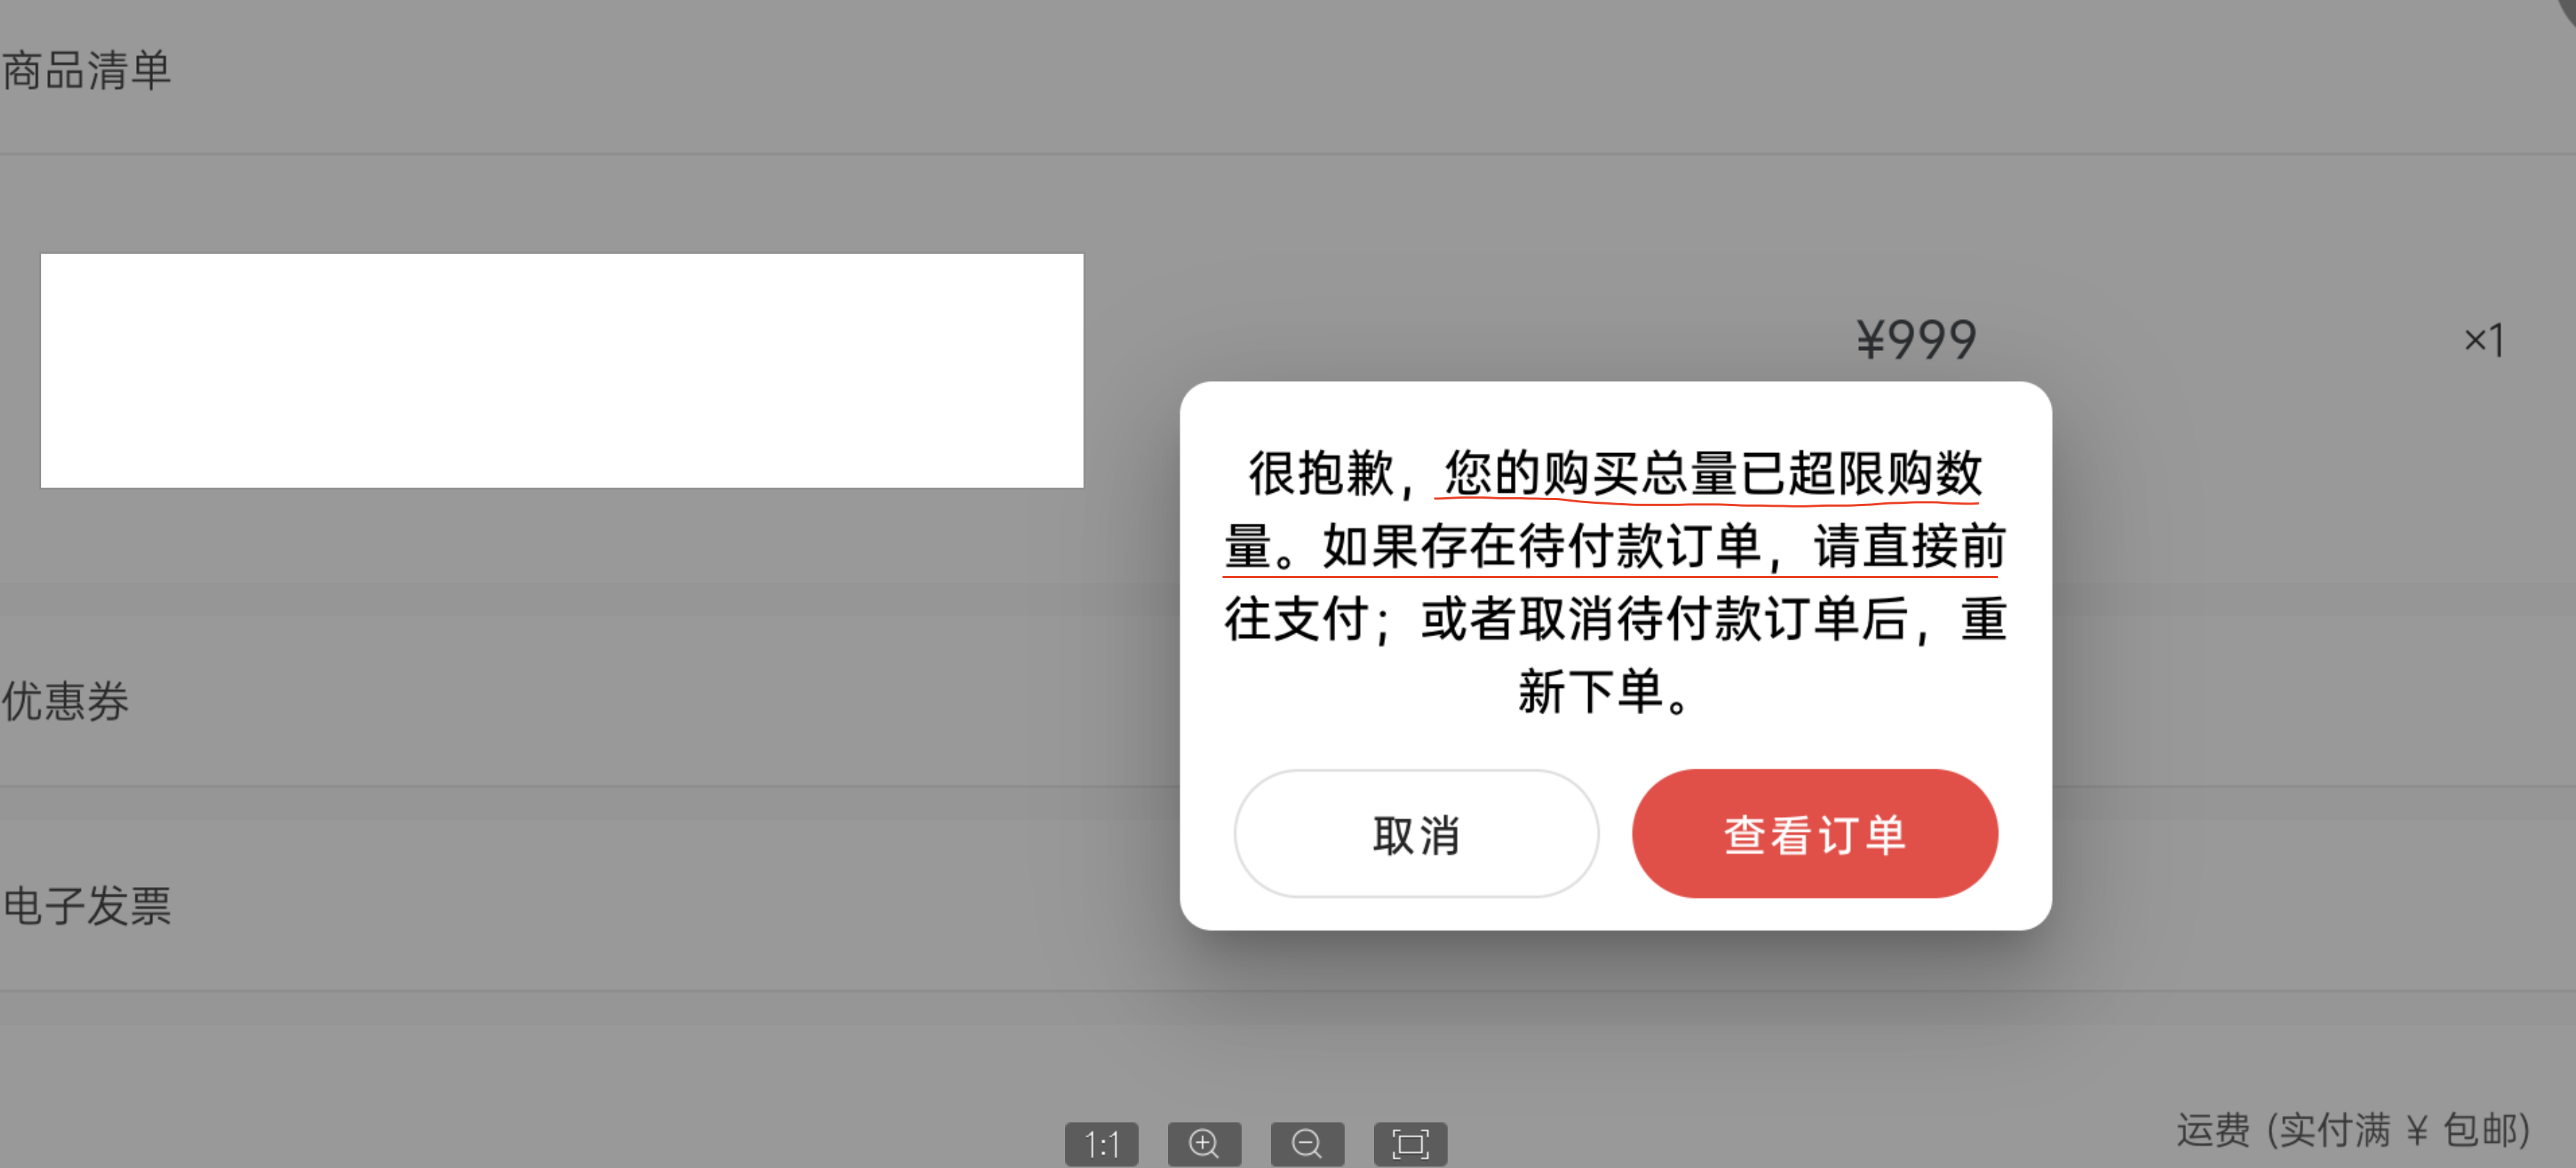 商品清单
¥999
×1
很抱歉，您的购买总量已超限购数
量。如果存在待付款订单，请直接前
往支付；或者取消待付款订单后，重
新下单。
取消
查看订单
优惠券
电子发票
运费 (实付满 ¥ 包邮)
1:1